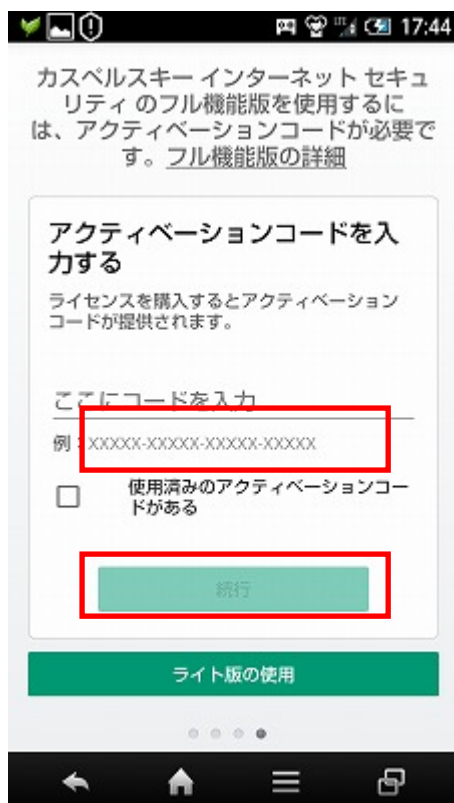 17:44
カスペルスキー インターネット セキュ
リティ のフル機能版を使用するに
は、アクティベーションコードが必要で
す。フル機能版の詳細
アクティベーションコードを入
力する
ライセンスを購入するとアクティベーション
コードが提供されます。
ここにコードを入力
例：XXXXX-XXXXX-XXXXX-XXXXX
使用済みのアクティベーションコー
ドがある
続行
ライト版の使用